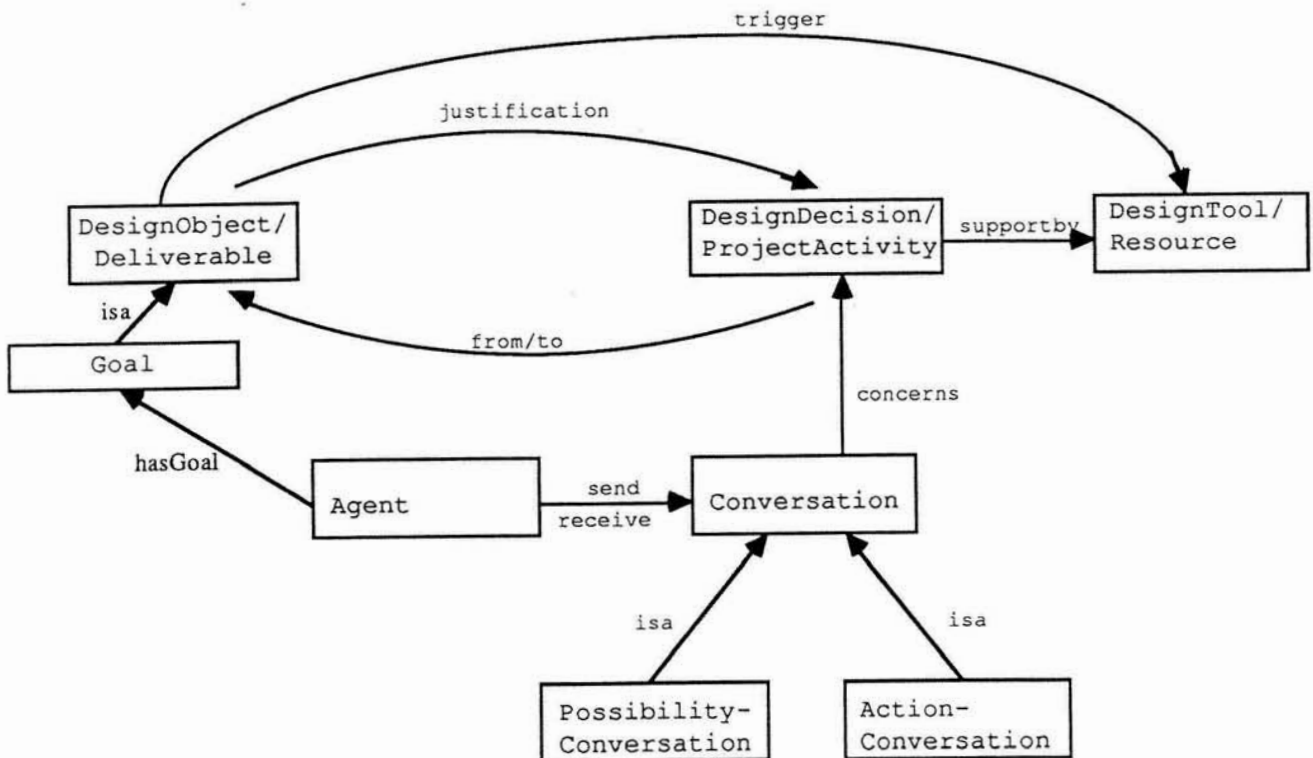 trigger
justification
DesignObject/
Deliverable
DesignDecision/
ProjectActivity
supportby
DesignTool/
Resource
isa
from/to
Goal
concerns
hasGoal
Agent
send
receive
Conversation
isa
isa
Possibility-
Conversation
Action-
Conversation